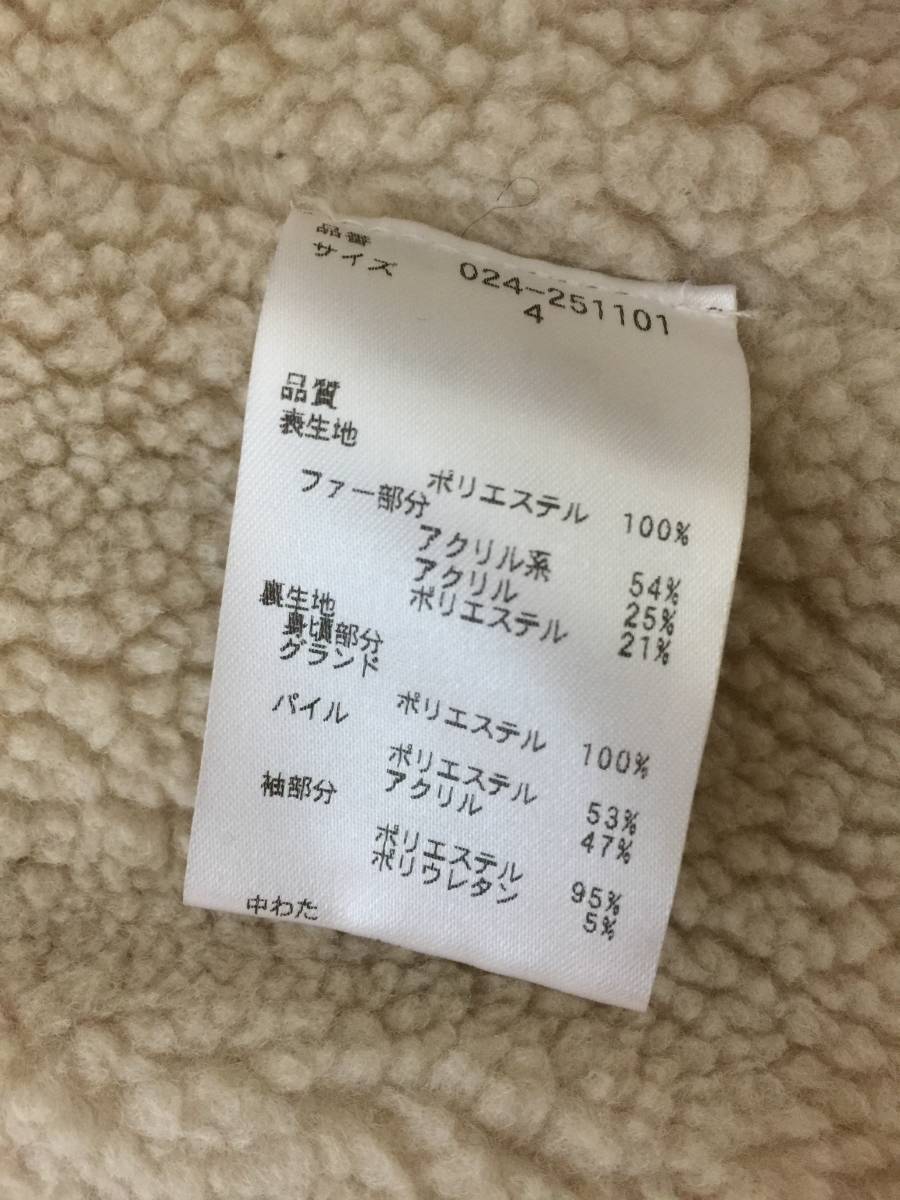 品番 024-251101
サイズ 4
品質
表生地
ポリエステル 100%
ファー部分
アクリル系 54%
アクリル 25%
ポリエステル 21%
裏生地
身頃部分
グランド
ポリエステル 100%
パイル
ポリエステル 53%
アクリル 47%
袖部分
ポリエステル 95%
ポリウレタン 5%
中わた